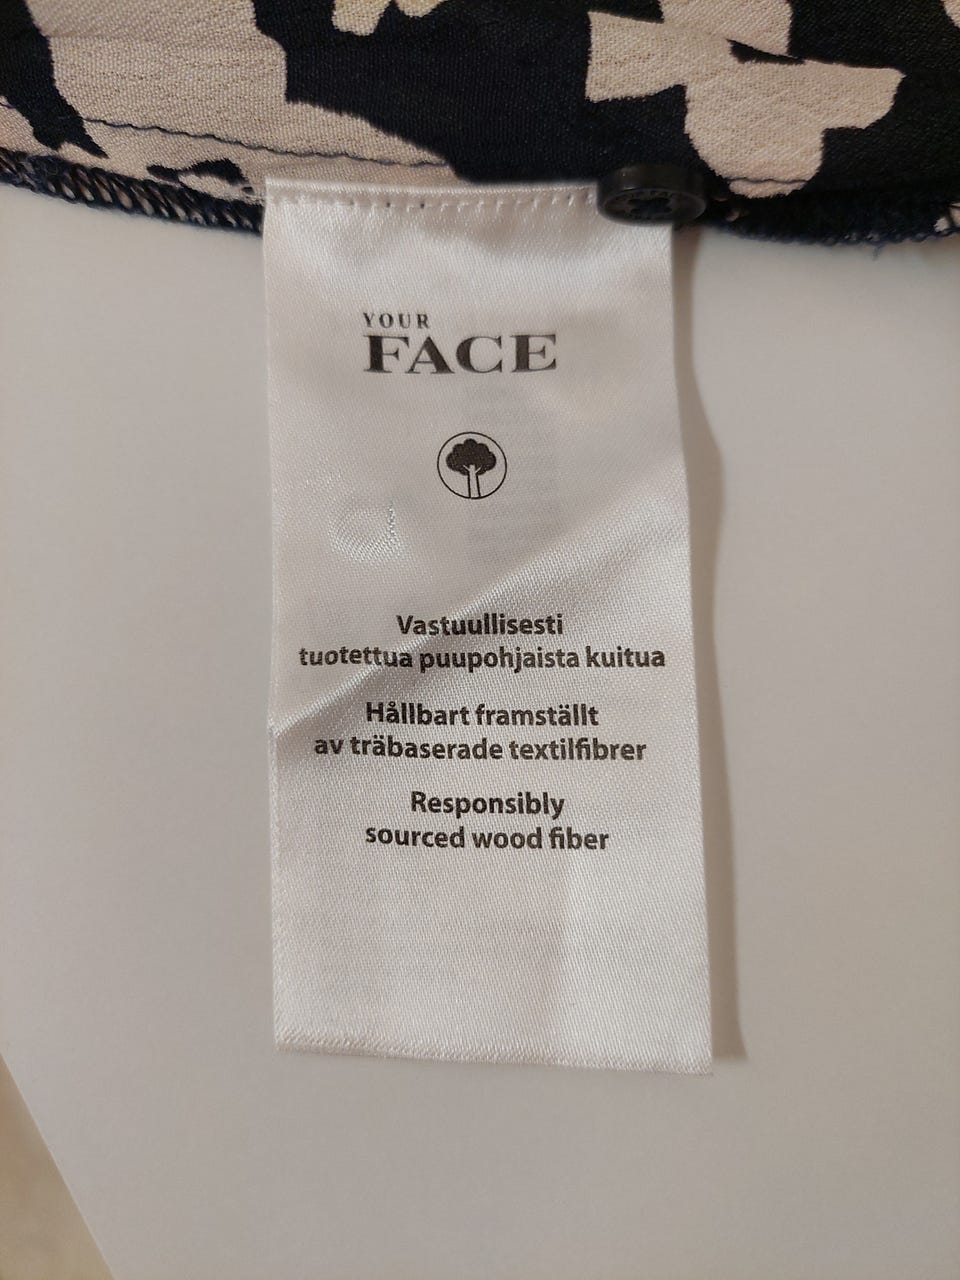 YOUR
FACE
Vastuullisesti
tuotettua puupohjaista kuitua
Hållbart framställt
av träbaserade textilfibrer
Responsibly
sourced wood fiber